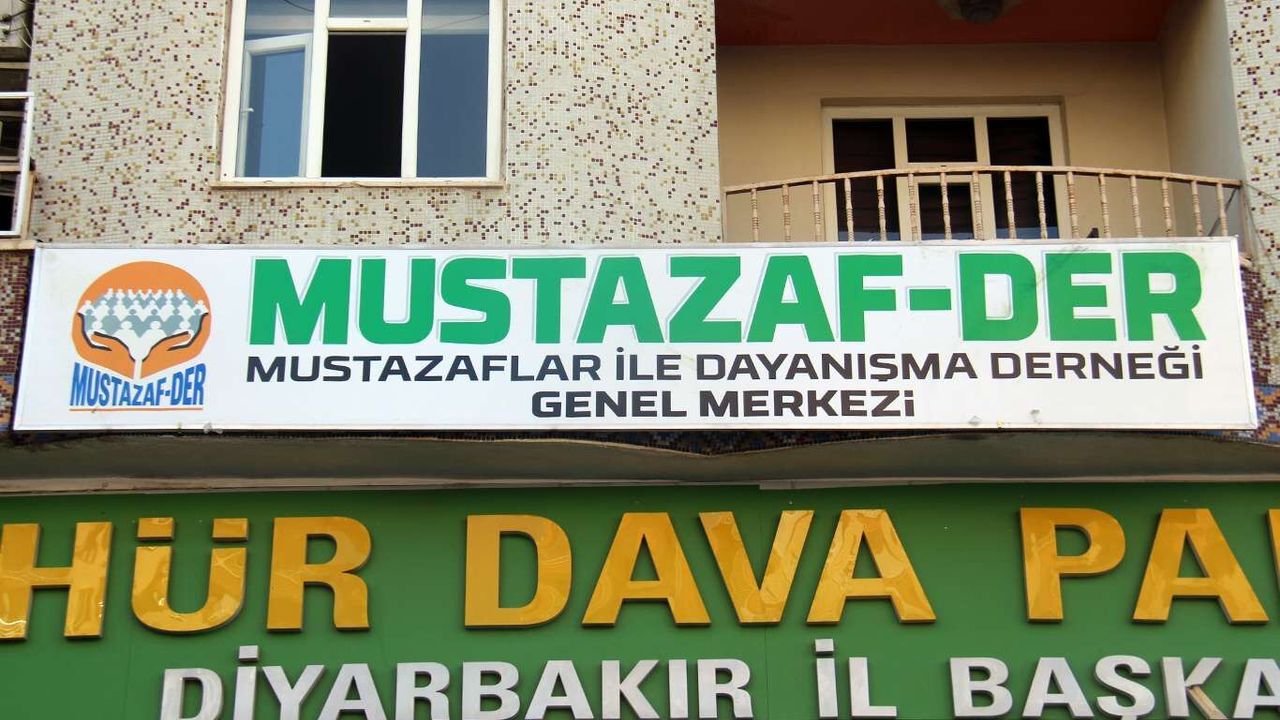 MUSTAZAF-DER
MUSTAZAF-DER
MUSTAZAFLAR İLE DAYANIŞMA DERNEĞİ
GENEL MERKEZi
HÜR DAVA PA
DİYARBAKIR İL BAŞKA